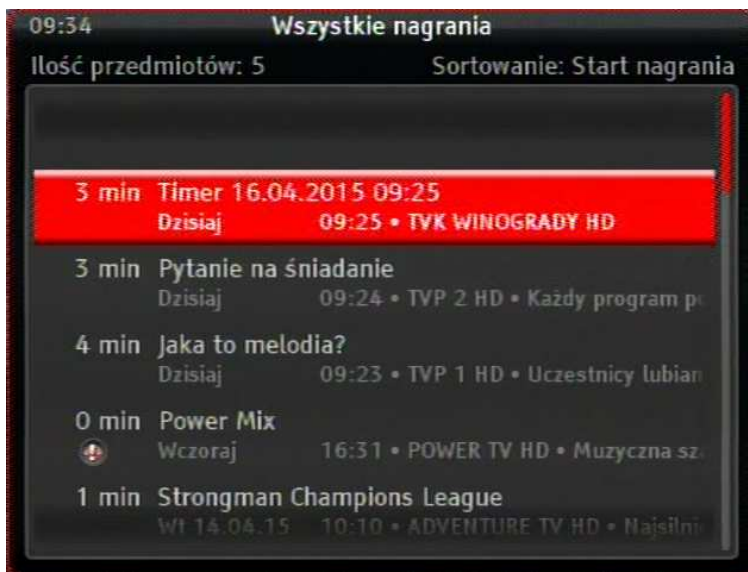 09:34 Wszystkie nagrania
Ilość przedmiotów: 5 Sortowanie: Start nagrania
3 min Timer 16.04.2015 09:25
Dzisiaj 09:25 • TVK WINOGRADY HD
3 min Pytanie na śniadanie
Dzisiaj 09:24 • TVP 2 HD • Każdy program
4 min Jaka to melodia?
Dzisiaj 09:23 • TVP 1 HD • Uczestnicy lubian
0 min Power Mix
Wczoraj 16:31 • POWER TV HD • Muzyczna
1 min Strongman Champions League
Wt 14.04.15 10:10 • ADVENTURE TV HD •